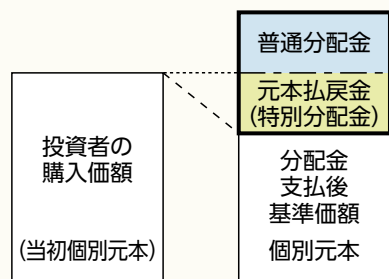 普通分配金
元本払戻金
(特別分配金)
投資者の
購入価額
(当初個別元本)
分配金
支払後
基準価額
個別元本